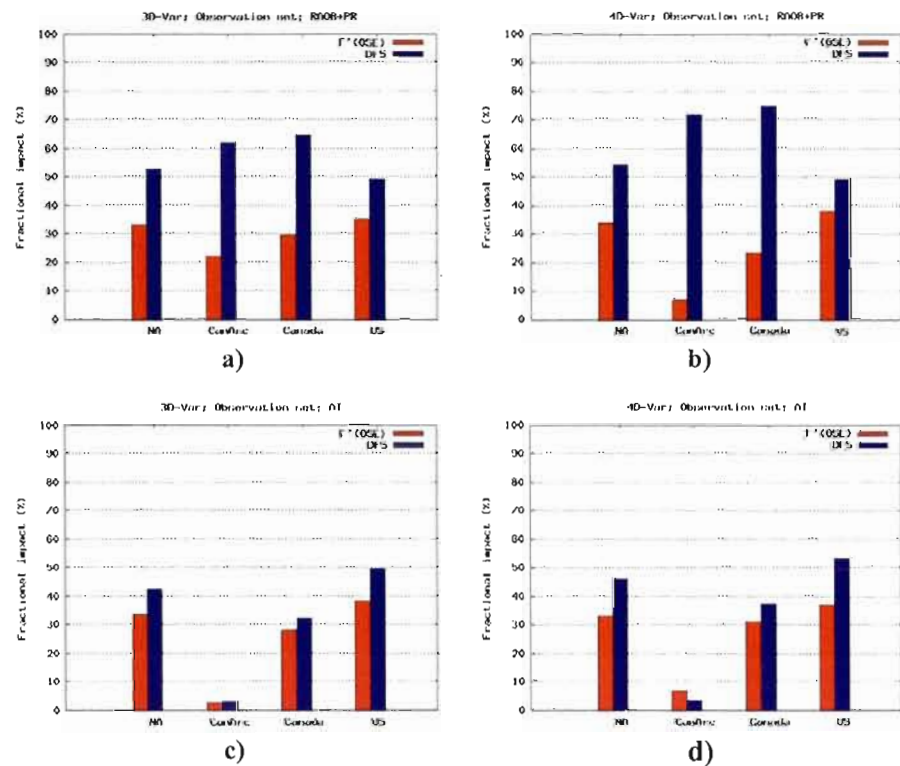 3D-Var; Observation set; RAOB+PR
DFS
100
90
80
70
60
50
40
30
20
10
0
Fractional impact (%)
NA
CanArc
Canada
US
a)
4D-Var; Observation set; RAOB+PR
DFS
100
90
80
70
60
50
40
30
20
10
0
Fractional impact (%)
NA
CanArc
Canada
US
b)
3D-Var; Observation set; AI
DFS
100
90
80
70
60
50
40
30
20
10
0
Fractional impact (%)
NA
CanArc
Canada
US
c)
4D-Var; Observation set; AI
DFS
100
90
80
70
60
50
40
30
20
10
0
Fractional impact (%)
NA
CanArc
Canada
US
d)